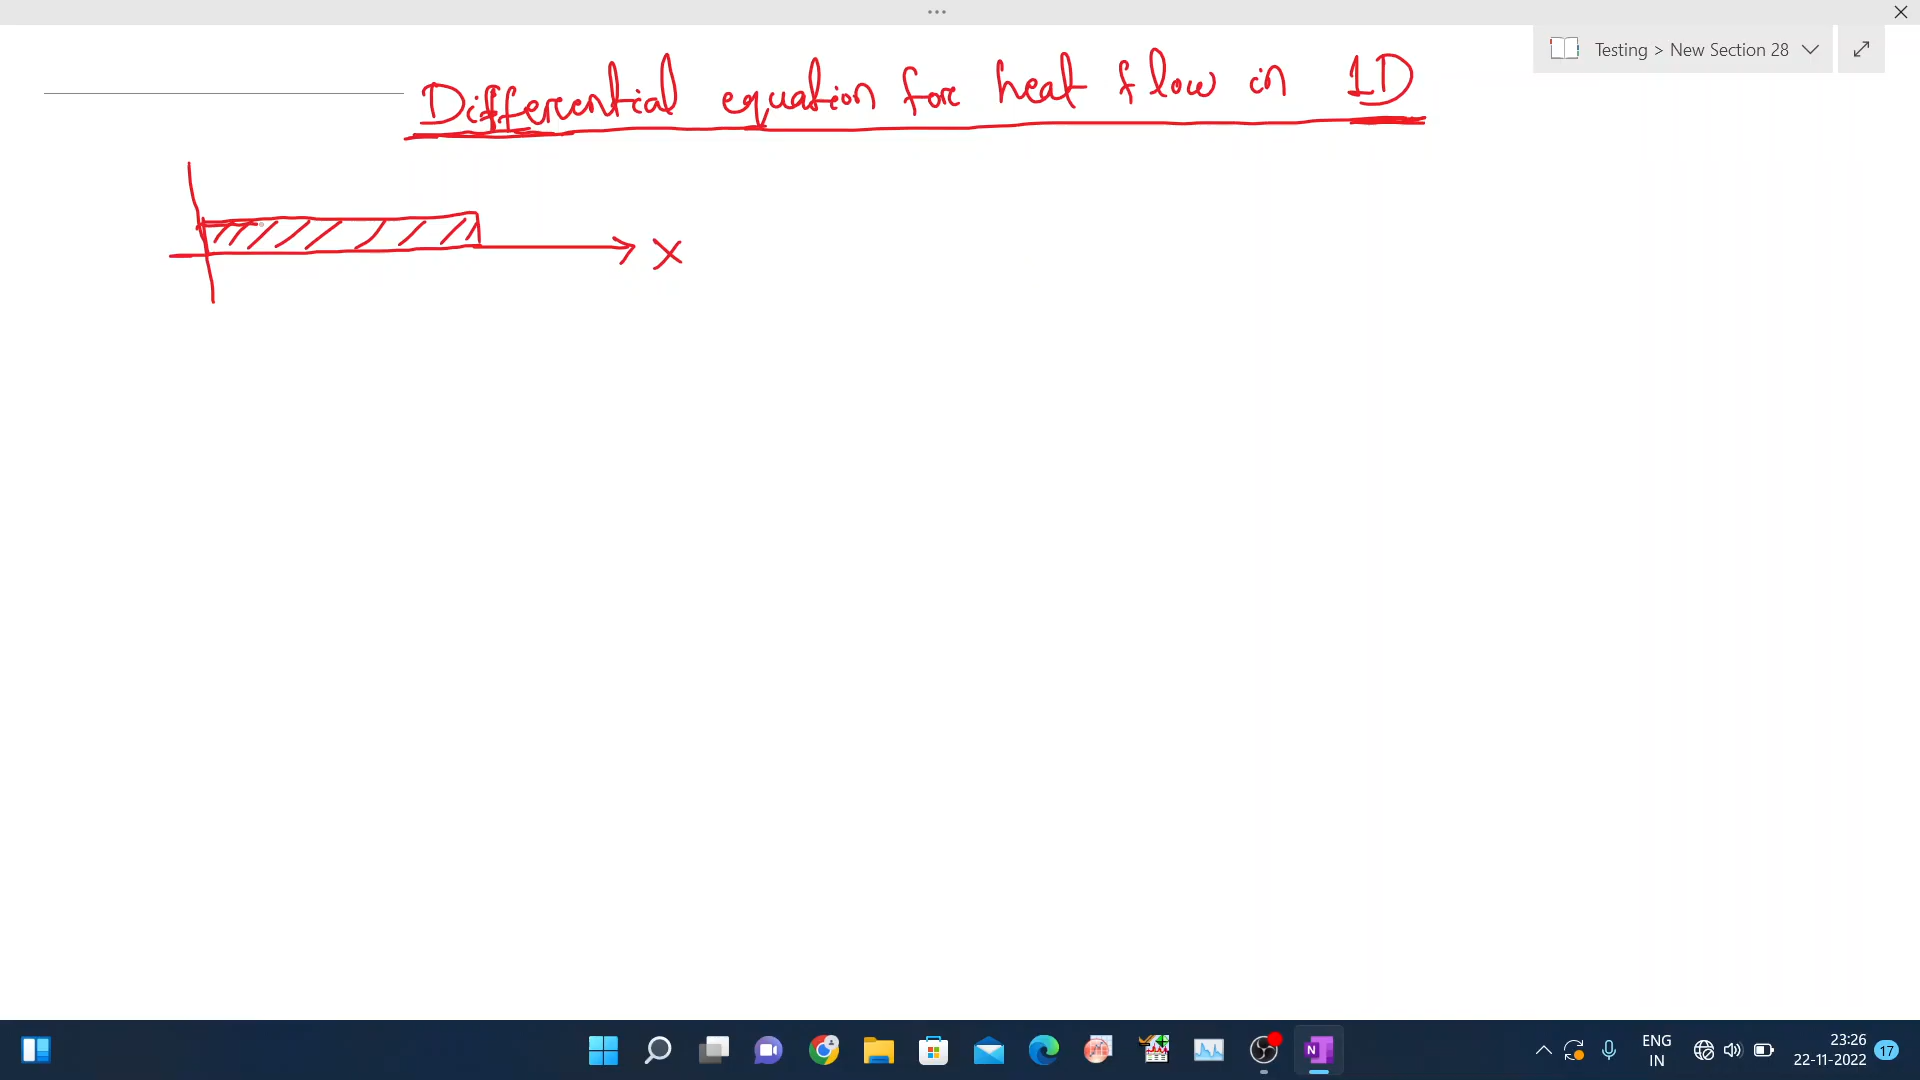 Testing > New Section 28
Differential equation for heat flow in 1D
X
ENG
IN
23:26
22-11-2022
17